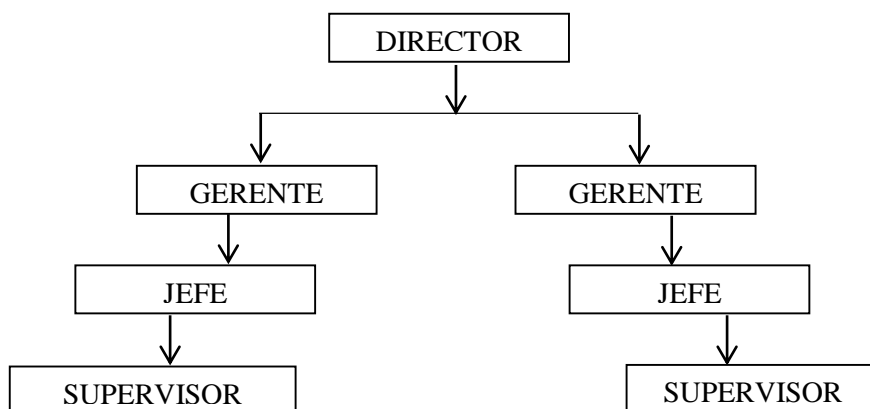 DIRECTOR
GERENTE GERENTE
JEFE JEFE
SUPERVISOR SUPERVISOR